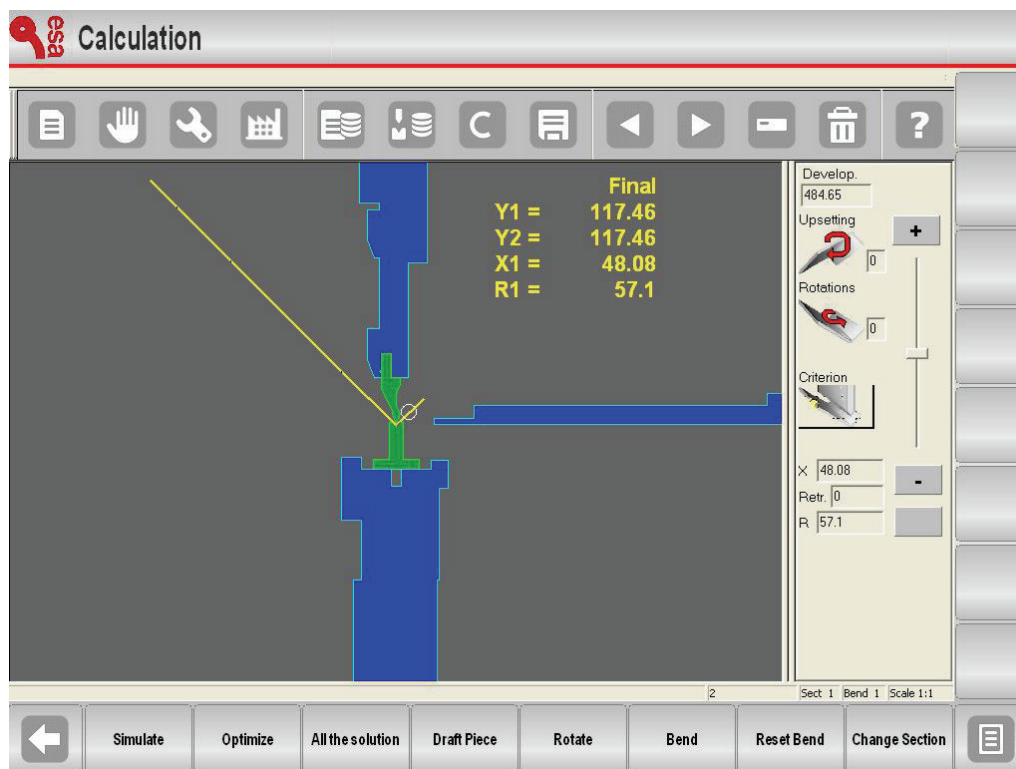 esa
Calculation
:
C
?
Final
Y1 = 117.46
Y2 = 117.46
X1 = 48.08
R1 = 57.1
Develop.
484.65
Upsetting
0
+
Rotations
0
Criterion
X 48.08
-
Retr. 0
R 57.1
2
Sect 1 Bend 1 Scale 1:1
Simulate Optimize All the solution Draft Piece Rotate Bend Reset Bend Change Section